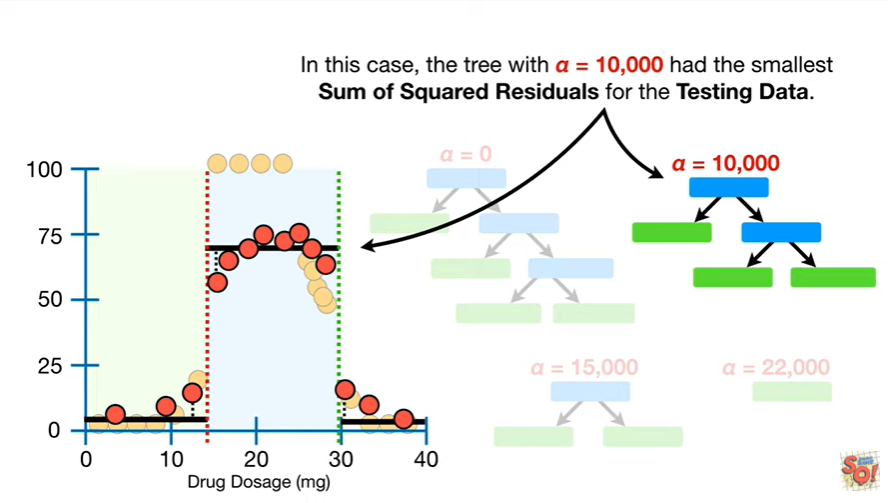 In this case, the tree with α = 10,000 had the smallest
Sum of Squared Residuals for the Testing Data.
α = 0
α = 10,000
100
75
50
25
0
0 10 20 30 40
Drug Dosage (mg)
α = 15,000
α = 22,000
SQ!